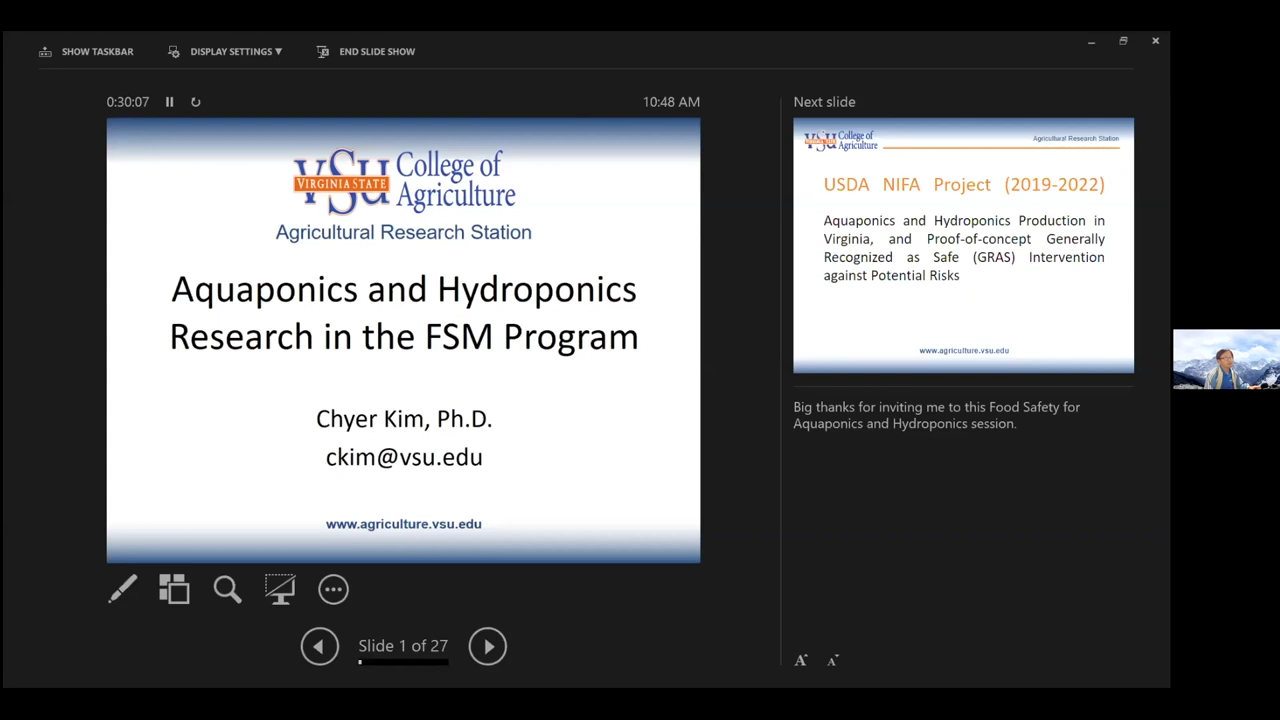 SHOW TASKBAR
DISPLAY SETTINGS ▼
END SLIDE SHOW
0:30:07
10:48 AM
VSU
VIRGINIA STATE
College of
Agriculture
Agricultural Research Station
Aquaponics and Hydroponics
Research in the FSM Program
Chyer Kim, Ph.D.
ckim@vsu.edu
www.agriculture.vsu.edu
Slide 1 of 27
Next slide
VSU
VIRGINIA STATE
College of
Agriculture
Agricultural Research Station
USDA NIFA Project (2019-2022)
Aquaponics and Hydroponics Production in
Virginia, and Proof-of-concept Generally
Recognized as Safe (GRAS) Intervention
against Potential Risks
www.agriculture.vsu.edu
Big thanks for inviting me to this Food Safety for
Aquaponics and Hydroponics session.
A A